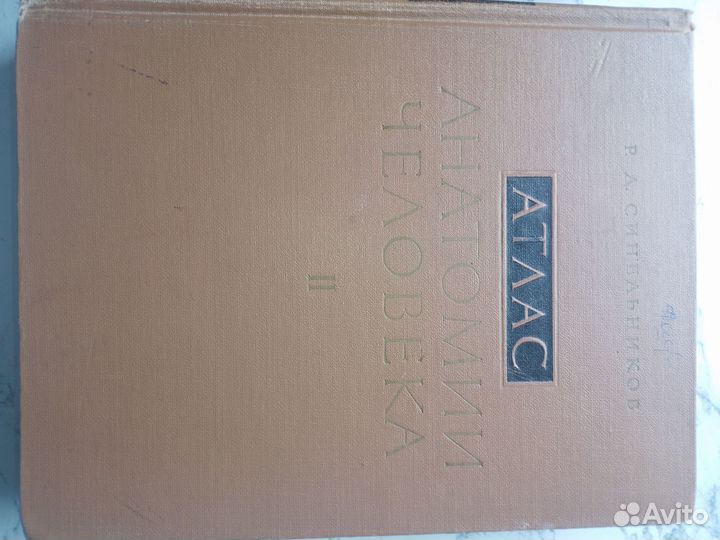 Р. Д. СИНЕЛЬНИКОВ
АТЛАС
АНАТОМИИ
ЧЕЛОВЕКА
II
Avito